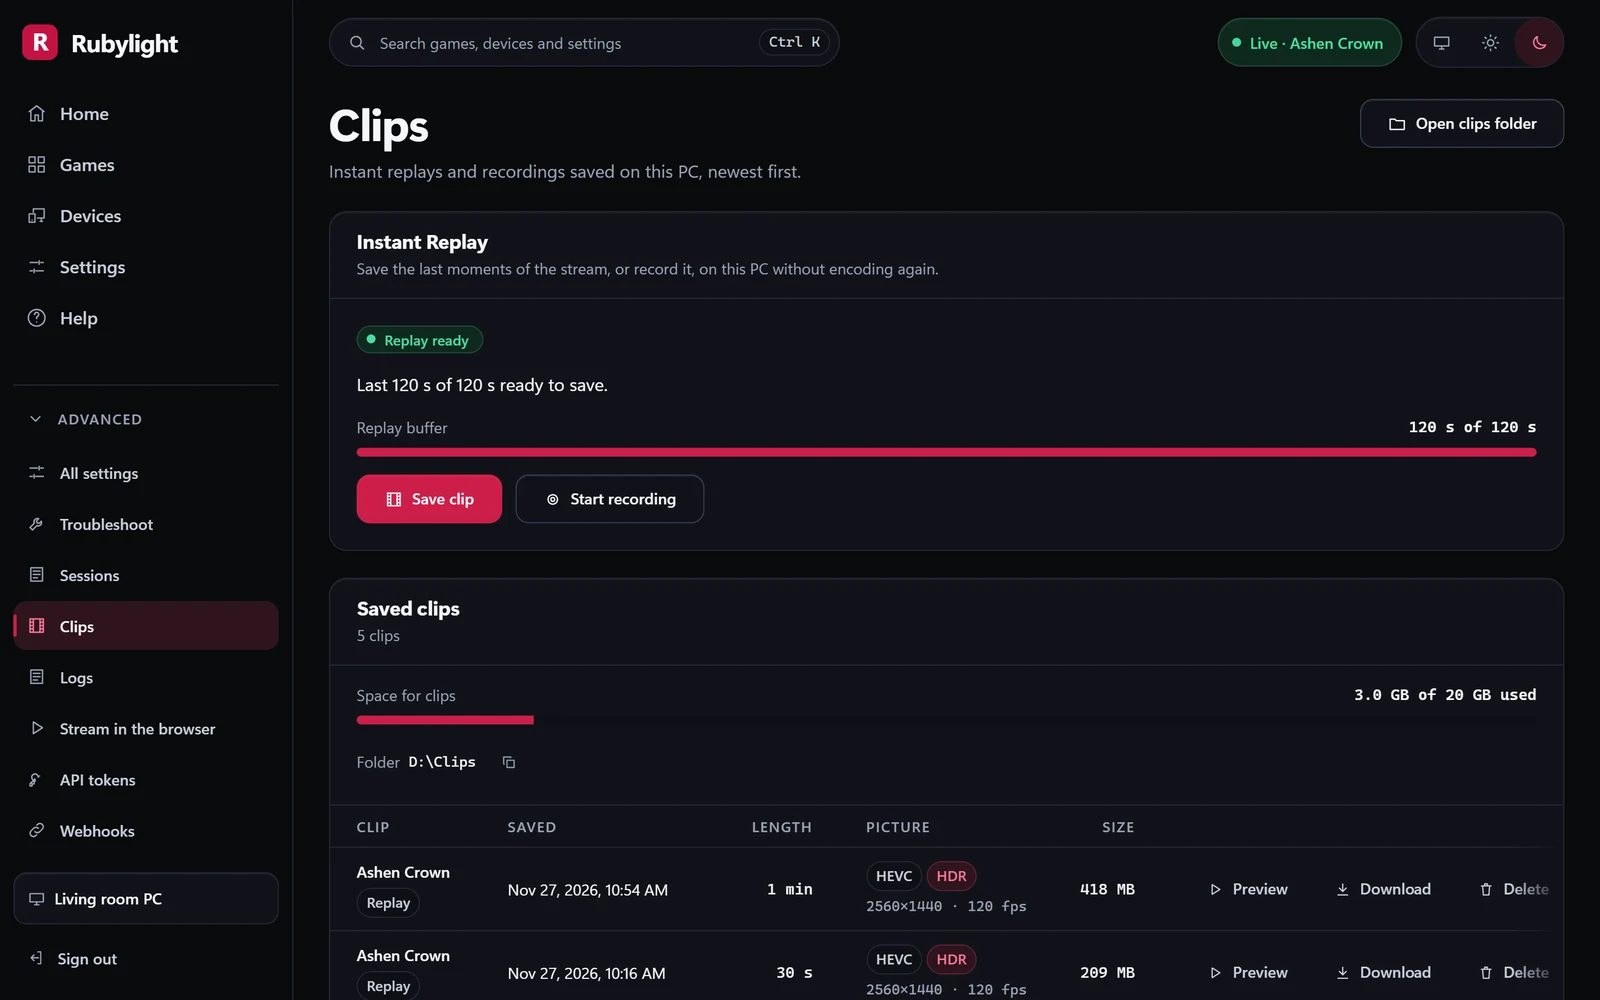 R Rubylight
Search games, devices and settings Ctrl K
Live · Ashen Crown
Home
Games
Devices
Settings
Help
ADVANCED
All settings
Troubleshoot
Sessions
Clips
Logs
Stream in the browser
API tokens
Webhooks
Living room PC
Sign out
Clips
Open clips folder
Instant replays and recordings saved on this PC, newest first.
Instant Replay
Save the last moments of the stream, or record it, on this PC without encoding again.
Replay ready
Last 120 s of 120 s ready to save.
Replay buffer 120 s of 120 s
Save clip Start recording
Saved clips
5 clips
Space for clips 3.0 GB of 20 GB used
Folder D:\Clips
CLIP SAVED LENGTH PICTURE SIZE
Ashen Crown
Replay
Nov 27, 2026, 10:54 AM 1 min
HEVC HDR
2560×1440 · 120 fps
418 MB Preview Download Delete
Ashen Crown
Replay
Nov 27, 2026, 10:16 AM 30 s
HEVC HDR
2560×1440 · 120 fps
209 MB Preview Download Delete